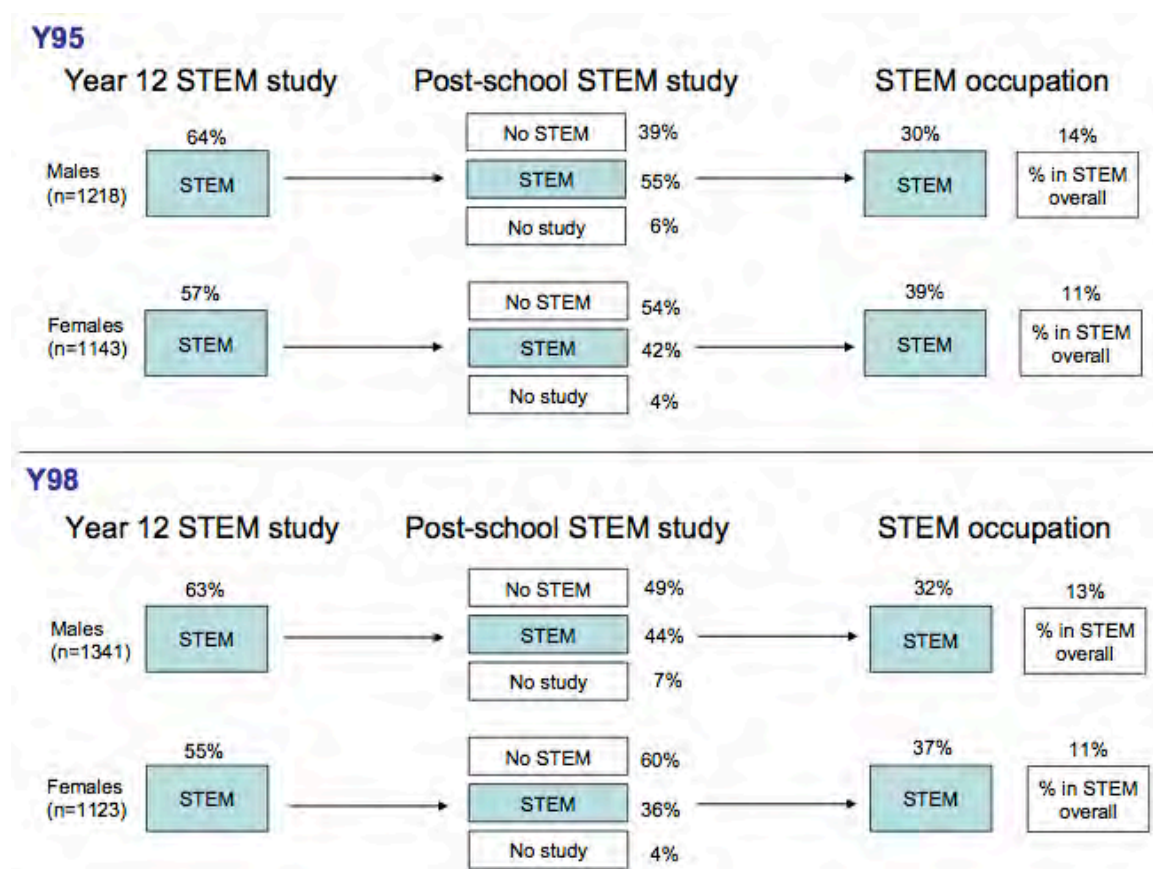 Y95
Year 12 STEM study Post-school STEM study STEM occupation
64% No STEM 39% 30% 14%
Males
(n=1218) STEM STEM 55% STEM % in STEM
overall
No study 6%
57% No STEM 54% 39% 11%
Females
(n=1143) STEM STEM 42% STEM % in STEM
overall
No study 4%
Y98
Year 12 STEM study Post-school STEM study STEM occupation
63% No STEM 49% 32% 13%
Males
(n=1341) STEM STEM 44% STEM % in STEM
overall
No study 7%
55% No STEM 60% 37% 11%
Females
(n=1123) STEM STEM 36% STEM % in STEM
overall
No study 4%